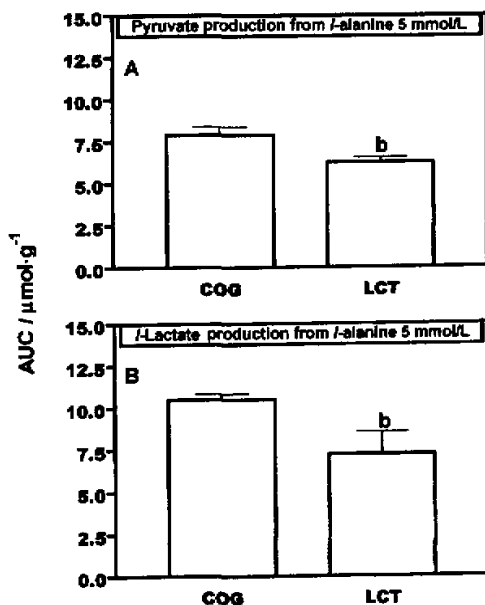 Pyruvate production from l-alanine 5 mmol/L
15.0
A
12.5
10.0
7.5
b
5.0
2.5
0.0
COG LCT
AUC / μmol·g⁻¹
l-Lactate production from l-alanine 5 mmol/L
15.0
B
12.5
10.0
b
7.5
5.0
2.5
0.0
COG LCT